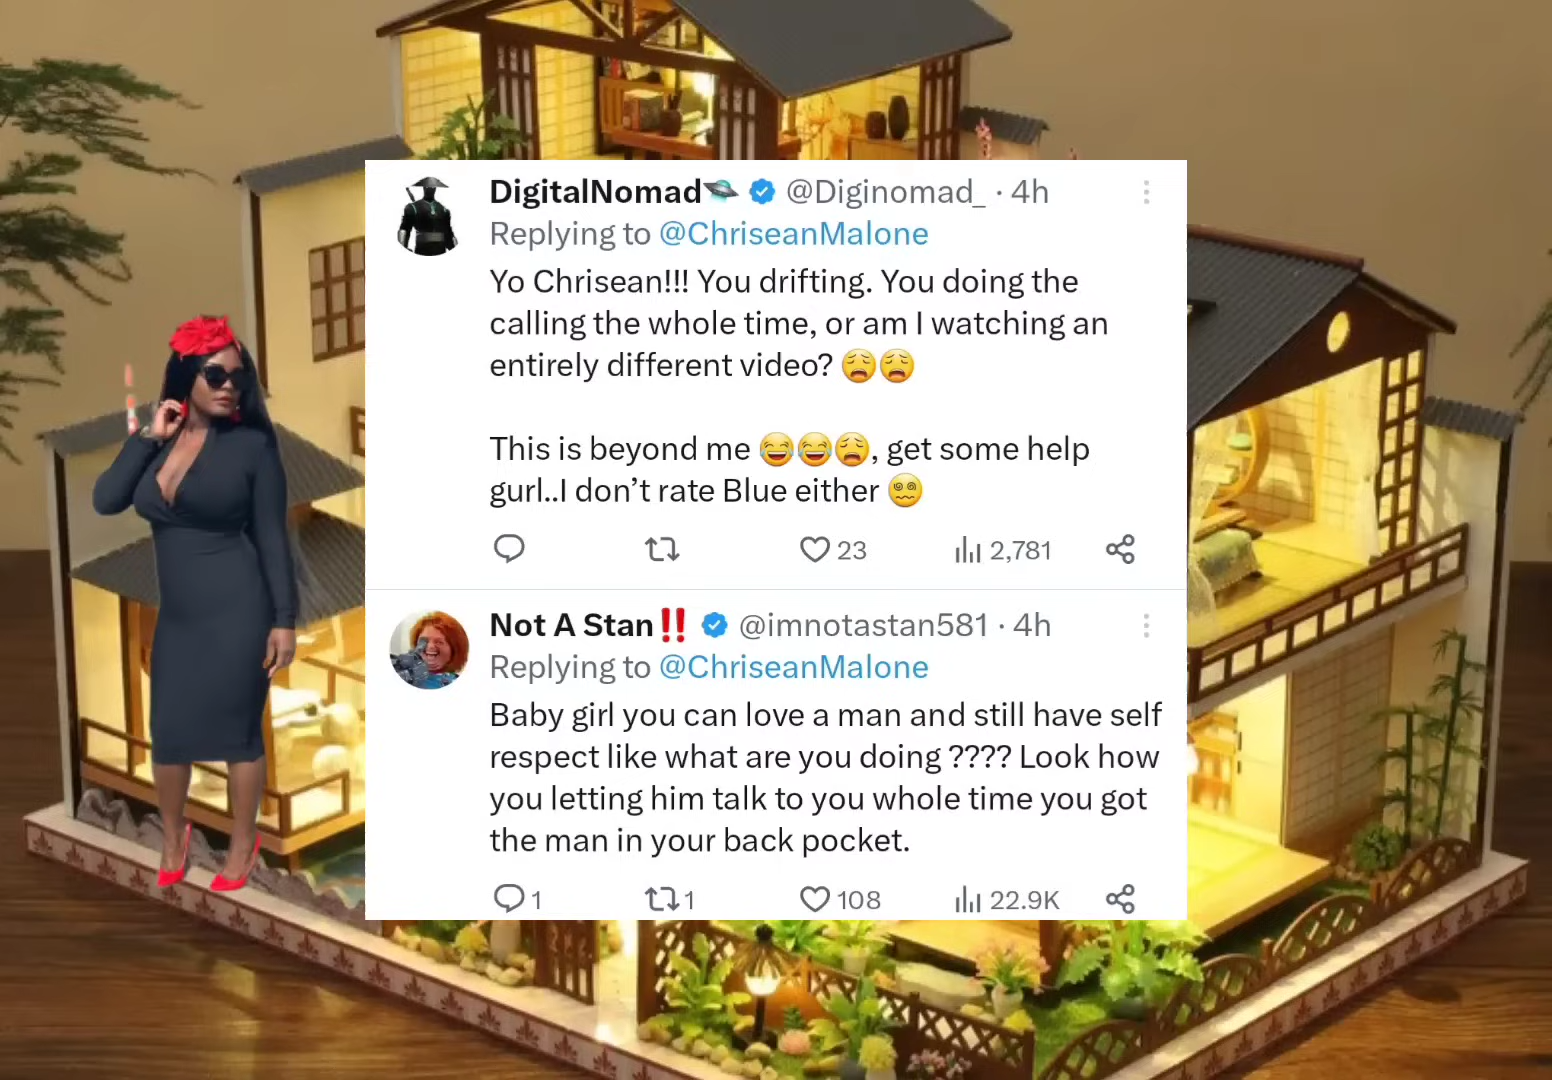 DigitalNomad🛸 @Diginomad_ · 4h
Replying to @ChriseanMalone
Yo Chrisean!!! You drifting. You doing the
calling the whole time, or am I watching an
entirely different video? 😩😩
This is beyond me 😂😂😩, get some help
gurl..I don’t rate Blue either 😵‍💫
23 2,781
Not A Stan‼️ @imnotastan581 · 4h
Replying to @ChriseanMalone
Baby girl you can love a man and still have self
respect like what are you doing ???? Look how
you letting him talk to you whole time you got
the man in your back pocket.
1 1 108 22.9K